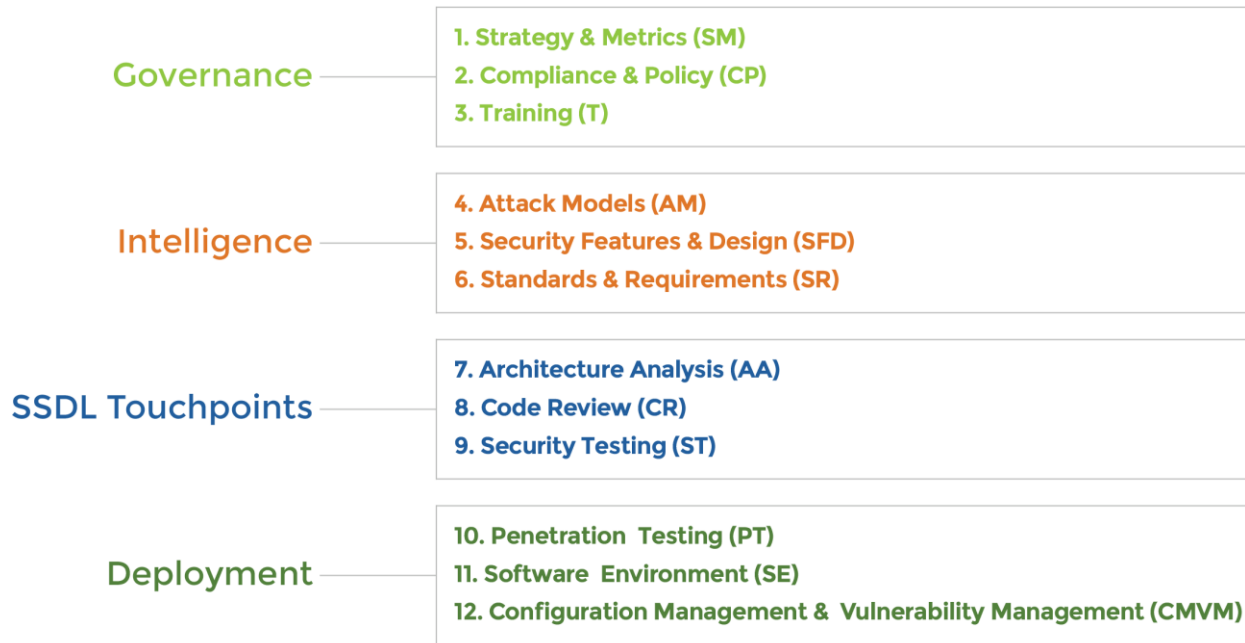 Governance
1. Strategy & Metrics (SM)
2. Compliance & Policy (CP)
3. Training (T)
Intelligence
4. Attack Models (AM)
5. Security Features & Design (SFD)
6. Standards & Requirements (SR)
SSDL Touchpoints
7. Architecture Analysis (AA)
8. Code Review (CR)
9. Security Testing (ST)
Deployment
10. Penetration Testing (PT)
11. Software Environment (SE)
12. Configuration Management & Vulnerability Management (CMVM)